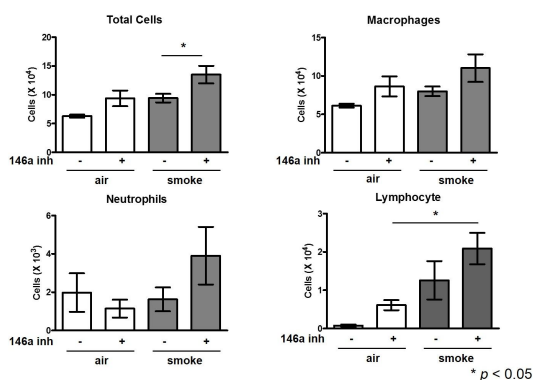 Total Cells
Cells (X 10⁴)
20
15
10
5
0
*
146a inh - + - +
air smoke
Macrophages
Cells (X 10⁴)
15
10
5
0
146a inh - + - +
air smoke
Neutrophils
Cells (X 10³)
6
4
2
0
146a inh - + - +
air smoke
Lymphocyte
Cells (X 10⁴)
3
2
1
0
*
146a inh - + - +
air smoke
* p < 0.05